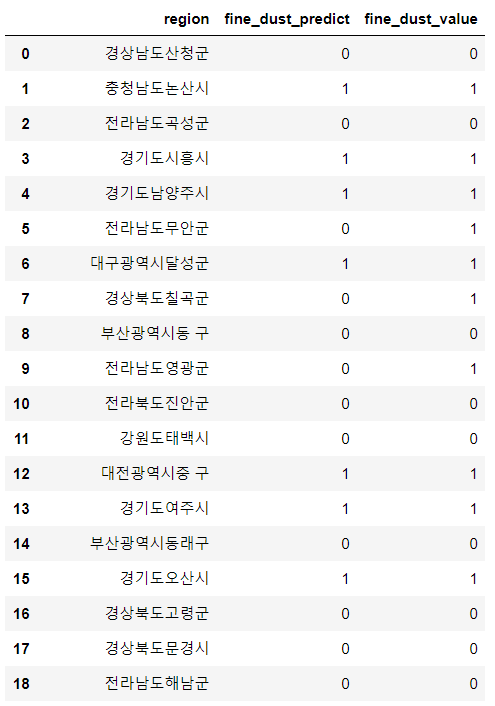 region fine_dust_predict fine_dust_value
0 경상남도산청군 0 0
1 충청남도논산시 1 1
2 전라남도곡성군 0 0
3 경기도시흥시 1 1
4 경기도남양주시 1 1
5 전라남도무안군 0 1
6 대구광역시달성군 1 1
7 경상북도칠곡군 0 1
8 부산광역시동 구 0 0
9 전라남도영광군 0 1
10 전라북도진안군 0 0
11 강원도태백시 0 0
12 대전광역시중 구 1 1
13 경기도여주시 1 1
14 부산광역시동래구 0 0
15 경기도오산시 1 1
16 경상북도고령군 0 0
17 경상북도문경시 0 0
18 전라남도해남군 0 0